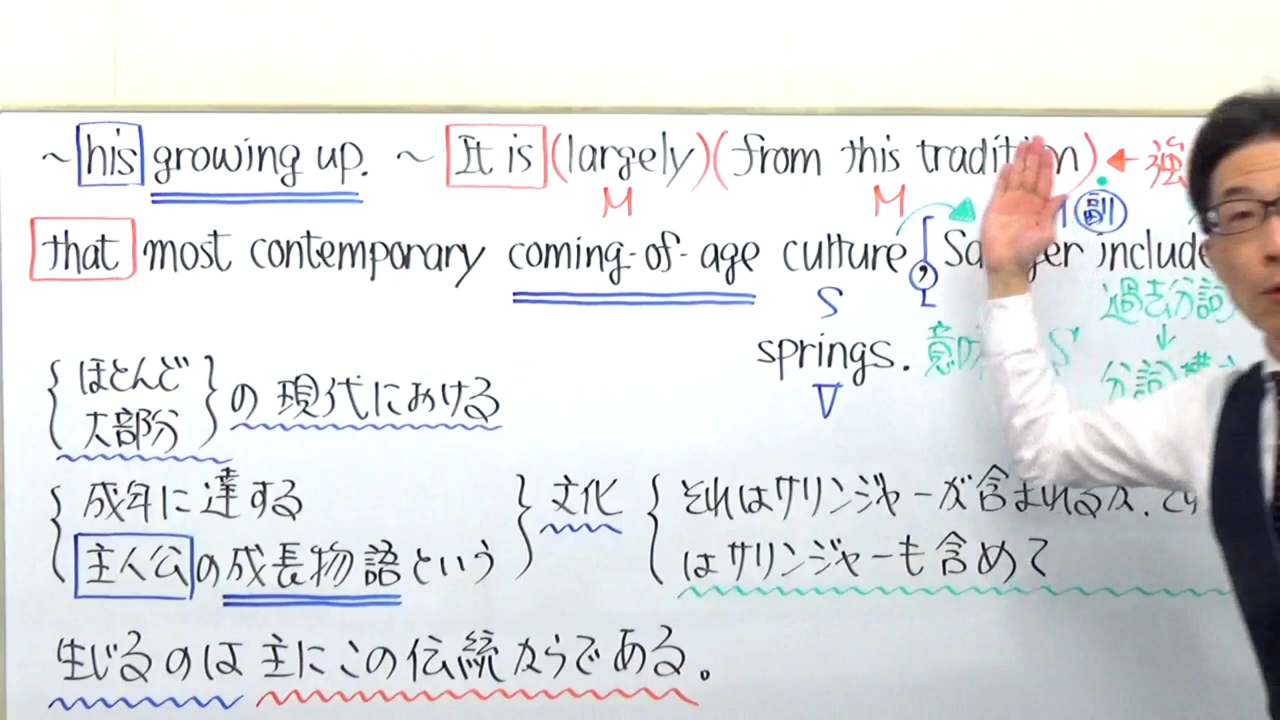 ~ his growing up. ~ It is (largely)(from this tradition) ← 強
M M 副
that most contemporary coming-of-age culture, Salinger include
S 過去分詞
↓
springs. S
V
{ほとんど 大部分}の現代における
{成年に達する 主人公の成長物語という}文化{それはサリンジャーが含まれるが、
はサリンジャーも含めて
生じるのは主にこの伝統からである。